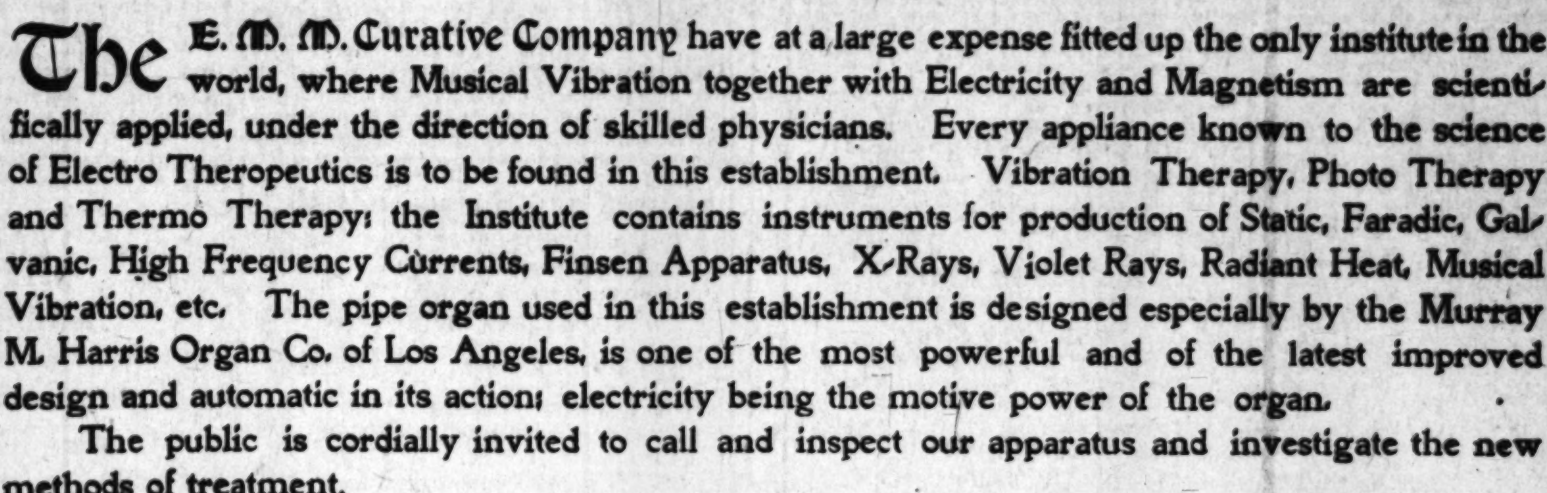 The E. M. M. Curative Company have at a large expense fitted up the only institute in the
world, where Musical Vibration together with Electricity and Magnetism are scienti-
fically applied, under the direction of skilled physicians. Every appliance known to the science
of Electro Theropeutics is to be found in this establishment. Vibration Therapy, Photo Therapy
and Thermo Therapy; the Institute contains instruments for production of Static, Faradic, Gal-
vanic, High Frequency Currents, Finsen Apparatus, X-Rays, Violet Rays, Radiant Heat, Musical
Vibration, etc. The pipe organ used in this establishment is designed especially by the Murray
M. Harris Organ Co. of Los Angeles, is one of the most powerful and of the latest improved
design and automatic in its action; electricity being the motive power of the organ.
The public is cordially invited to call and inspect our apparatus and investigate the new
methods of treatment.